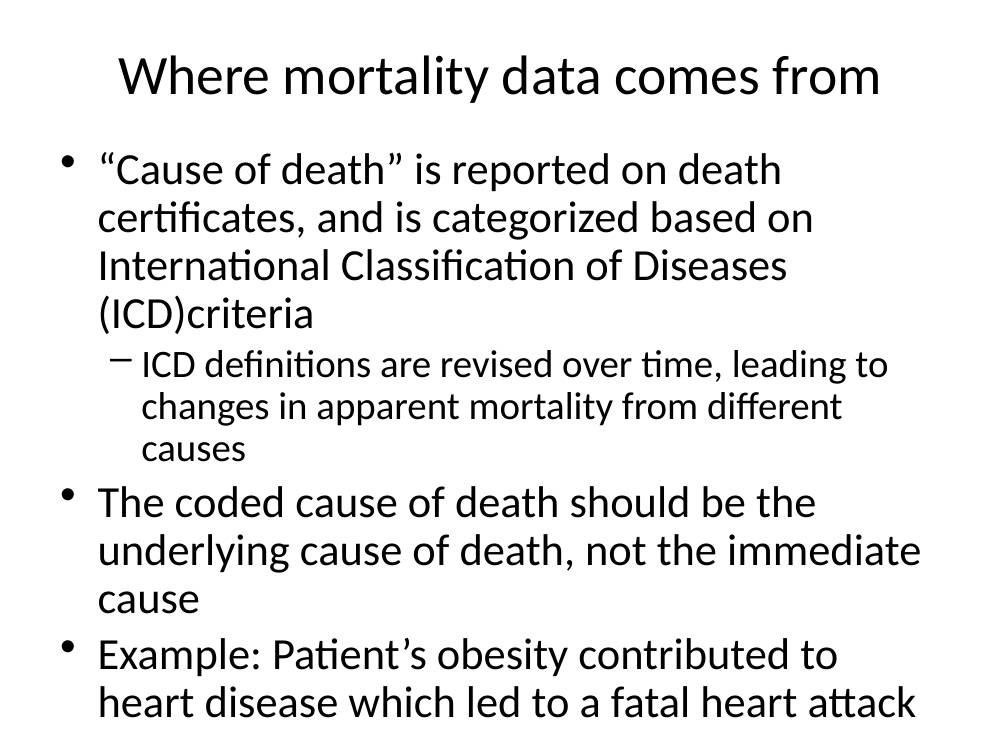 Where mortality data comes from
• “Cause of death” is reported on death
certificates, and is categorized based on
International Classification of Diseases
(ICD)criteria
– ICD definitions are revised over time, leading to
changes in apparent mortality from different
causes
• The coded cause of death should be the
underlying cause of death, not the immediate
cause
• Example: Patient’s obesity contributed to
heart disease which led to a fatal heart attack